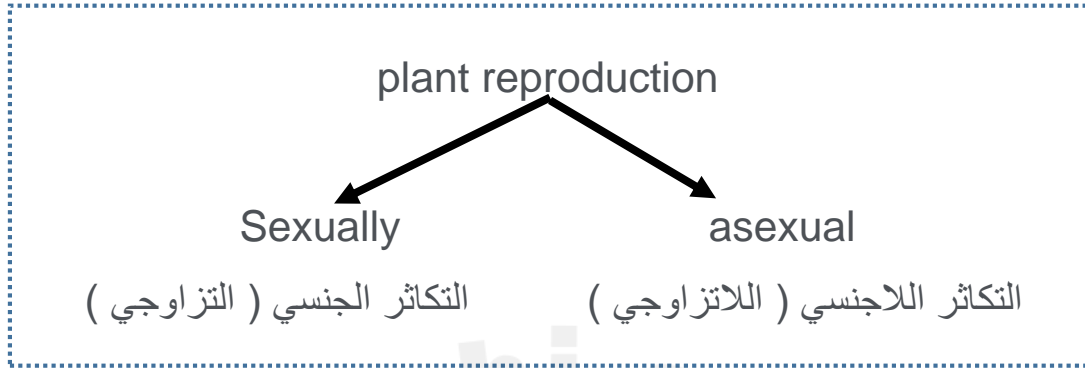 plant reproduction
Sexually
asexual
التكاثر الجنسي ( التزاوجي )
التكاثر اللاجنسي ( اللاتزاوجي )